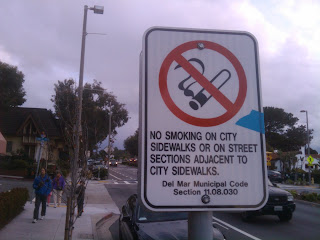 NO SMOKING ON CITY
SIDEWALKS OR ON STREET
SECTIONS ADJACENT TO
CITY SIDEWALKS.
Del Mar Municipal Code
Section 11.08.030